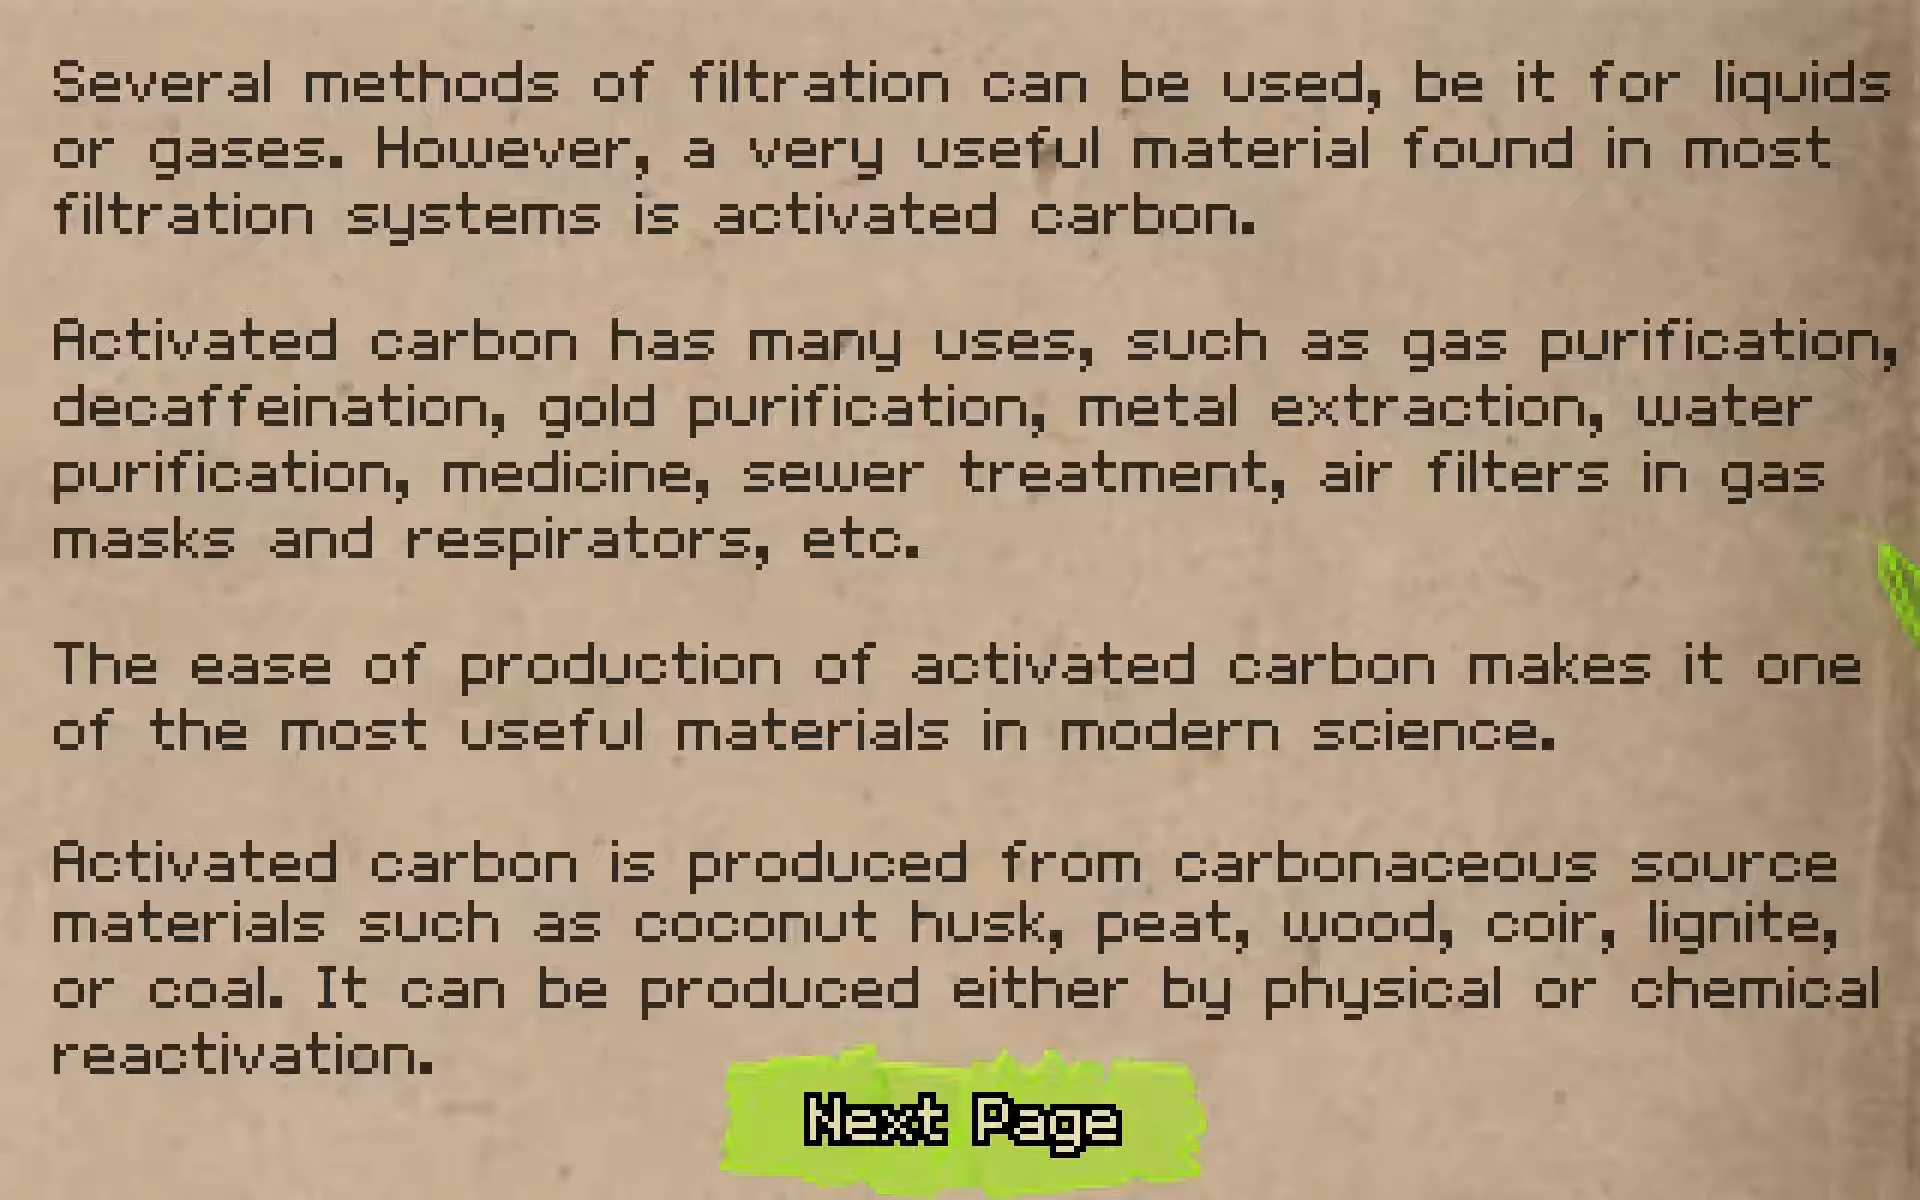 Several methods of filtration can be used, be it for liquids
or gases. However, a very useful material found in most
filtration systems is activated carbon.
Activated carbon has many uses, such as gas purification,
decaffeination, gold purification, metal extraction, water
purification, medicine, sewer treatment, air filters in gas
masks and respirators, etc.
The ease of production of activated carbon makes it one
of the most useful materials in modern science.
Activated carbon is produced from carbonaceous source
materials such as coconut husk, peat, wood, coir, lignite,
or coal. It can be produced either by physical or chemical
reactivation.
Next Page